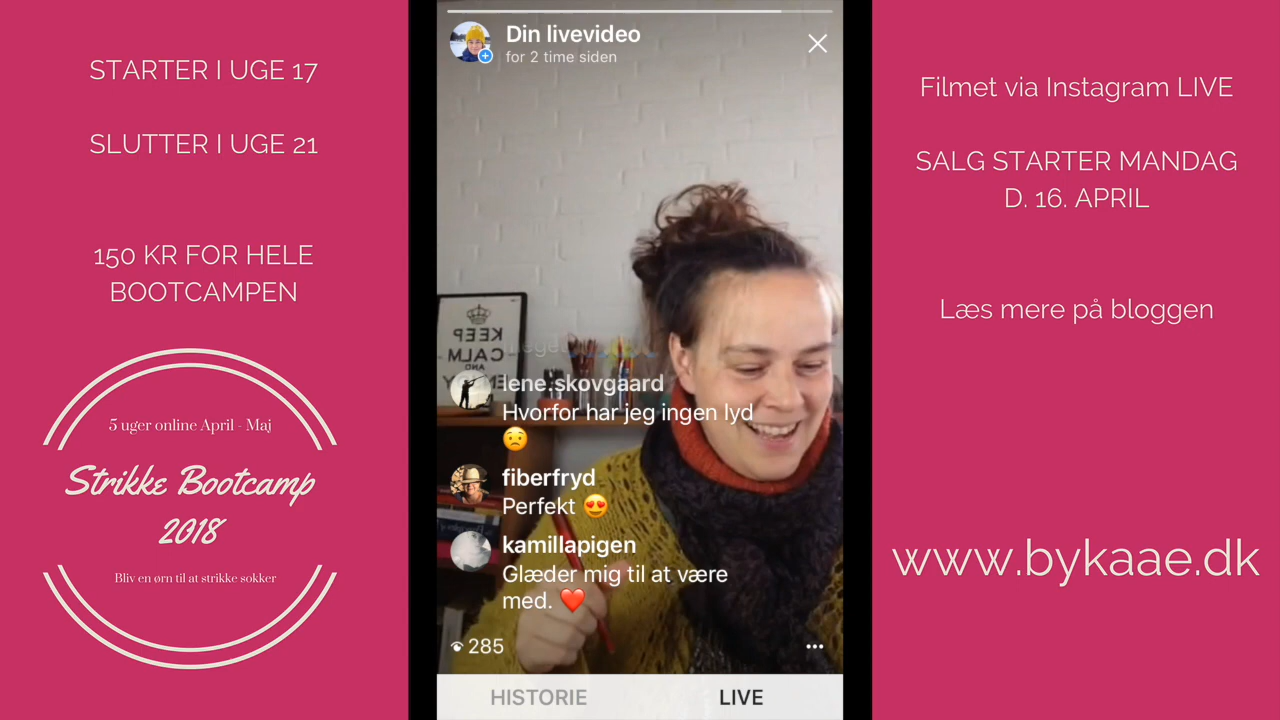 STARTER I UGE 17
SLUTTER I UGE 21
150 KR FOR HELE
BOOTCAMPEN
5 uger online April - Maj
Strikke Bootcamp
2018
Bliv en ørn til at strikke sokker
Din livevideo
for 2 time siden
KEEP
CALM
AND
lene.skovgaard
Hvorfor har jeg ingen lyd
😟
fiberfryd
Perfekt 😍
kamillapigen
Glæder mig til at være
med. ❤️
285
HISTORIE
LIVE
Filmet via Instagram LIVE
SALG STARTER MANDAG
D. 16. APRIL
Læs mere på bloggen
www.bykaae.dk